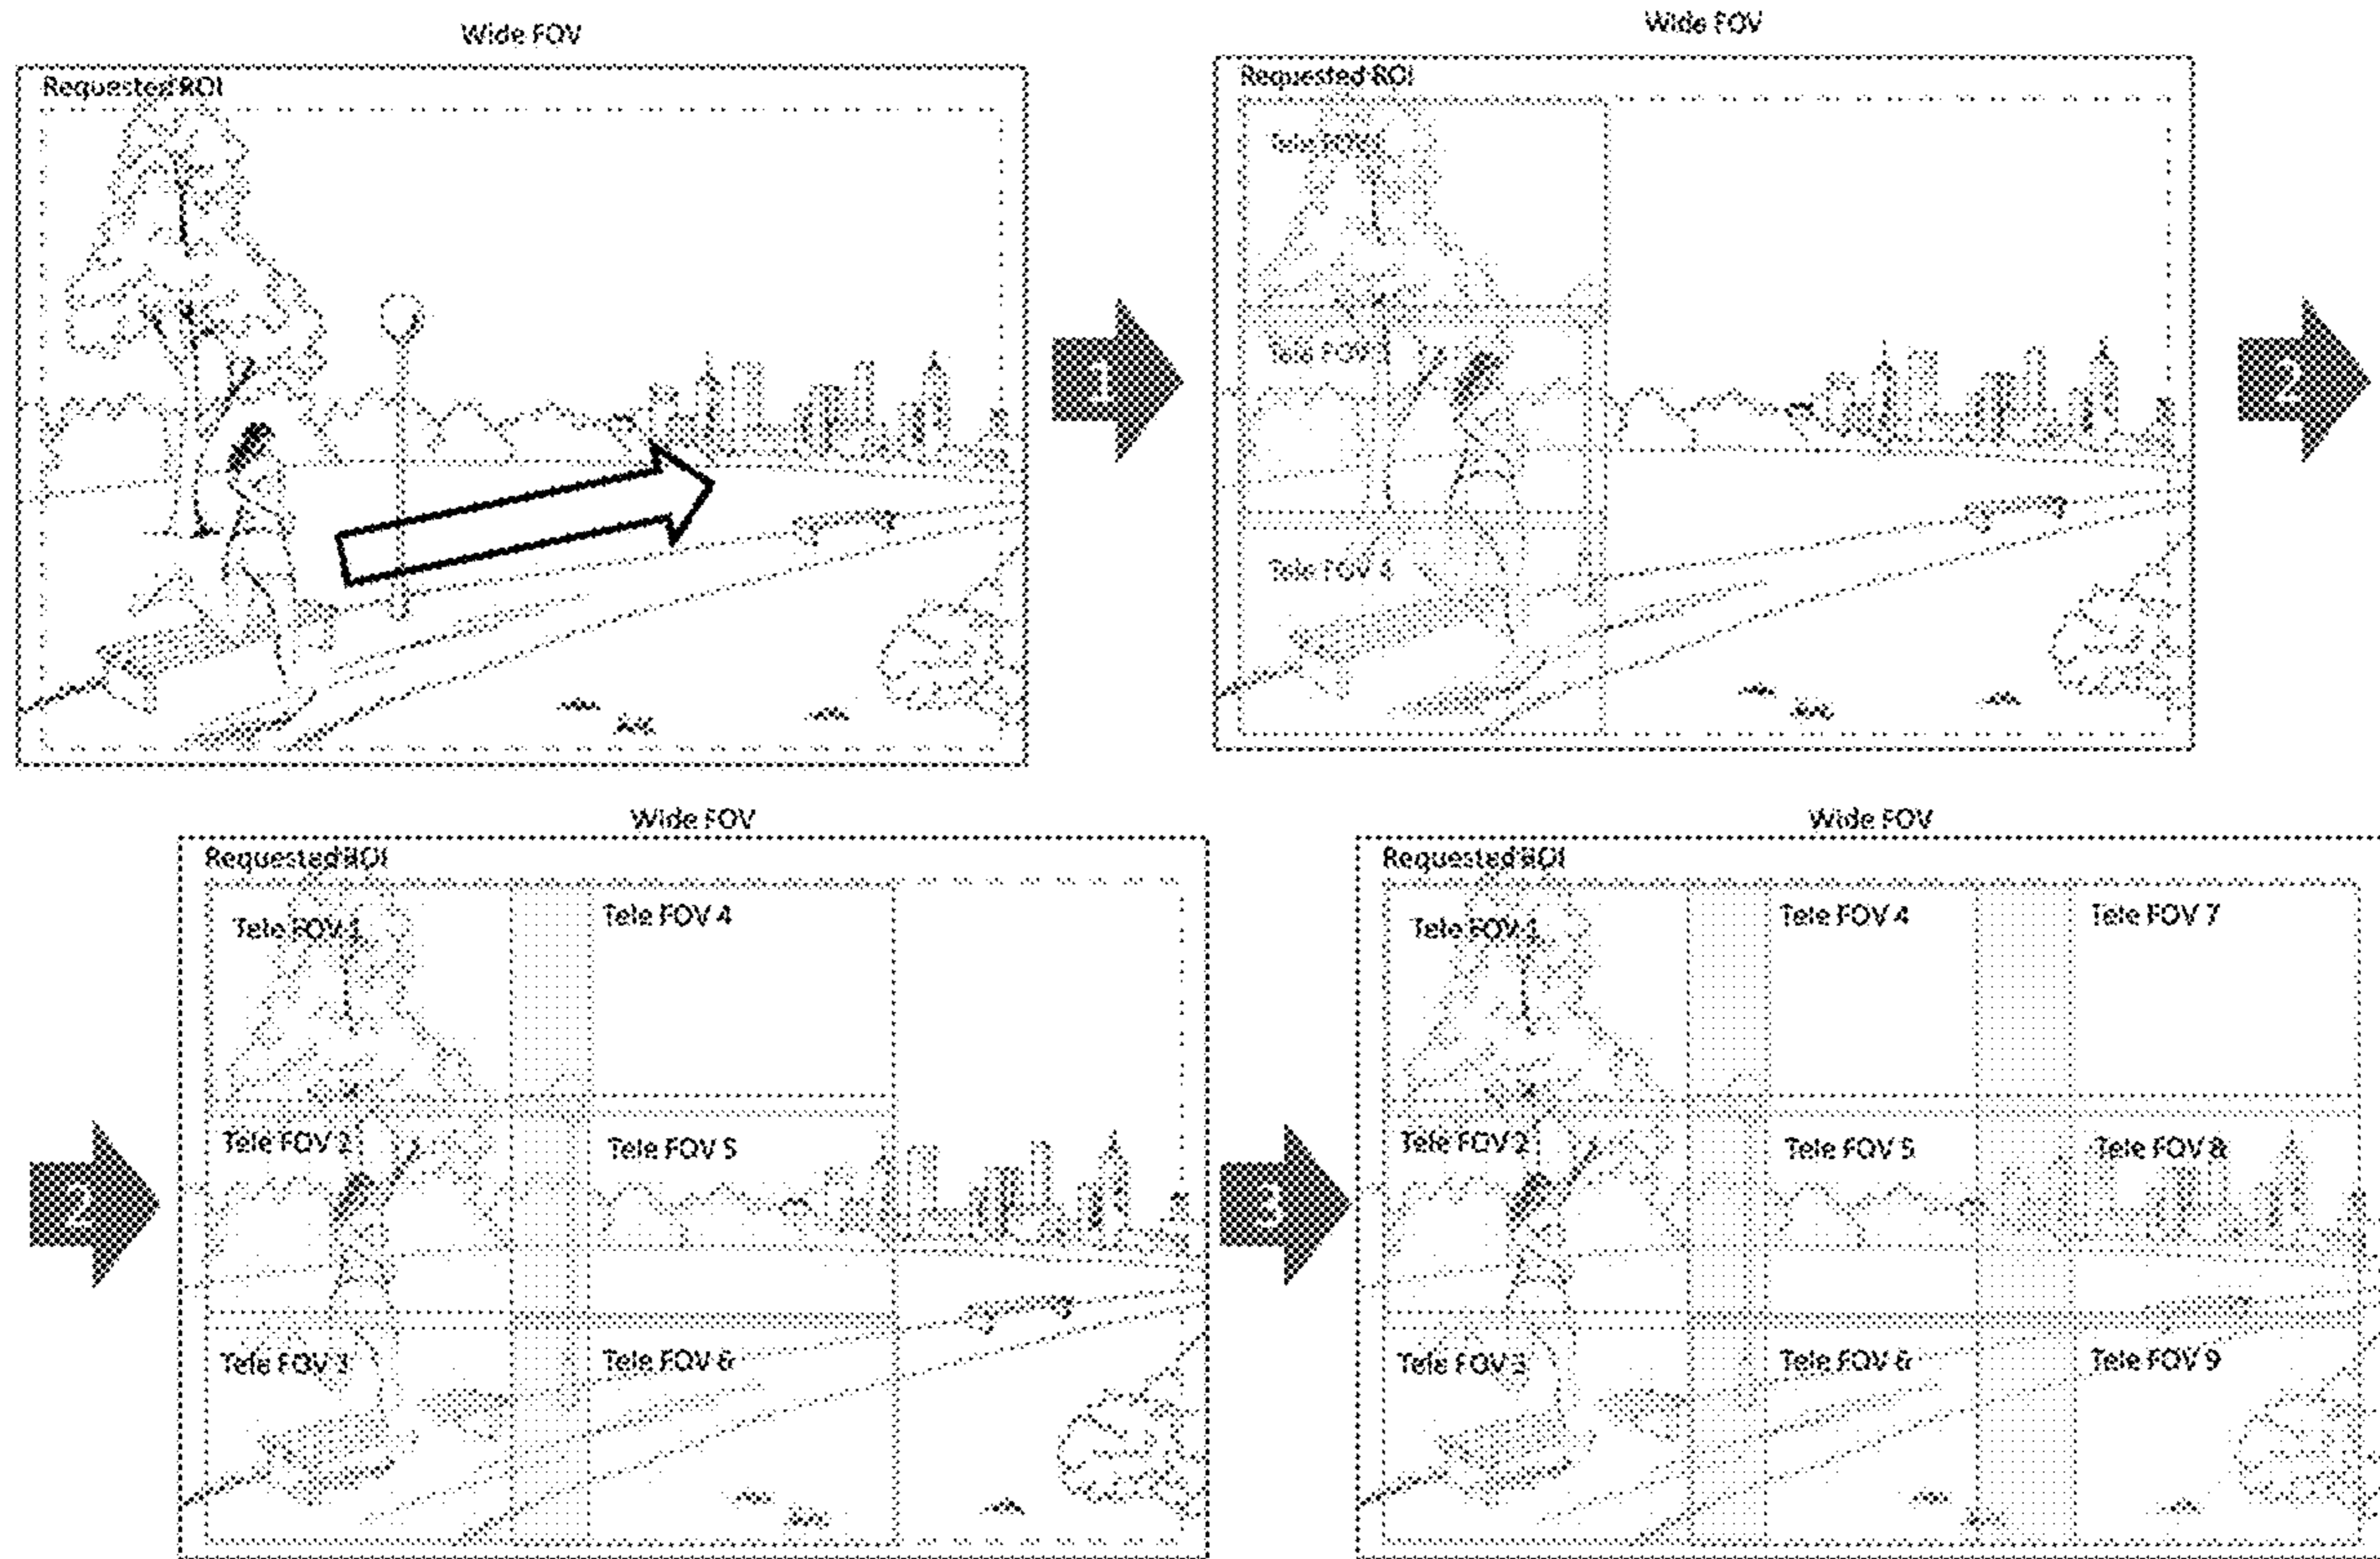 Wide FOV
Requested ROI
Wide FOV
Requested ROI
Tele FOV
Tele FOV
Tele FOV 4
1
2
Wide FOV
Requested ROI
Tele FOV 1
Tele FOV 4
Tele FOV 2
Tele FOV 5
Tele FOV 3
Tele FOV 6
2
3
Wide FOV
Requested ROI
Tele FOV 1
Tele FOV 4
Tele FOV 7
Tele FOV 2
Tele FOV 5
Tele FOV 8
Tele FOV 3
Tele FOV 6
Tele FOV 9